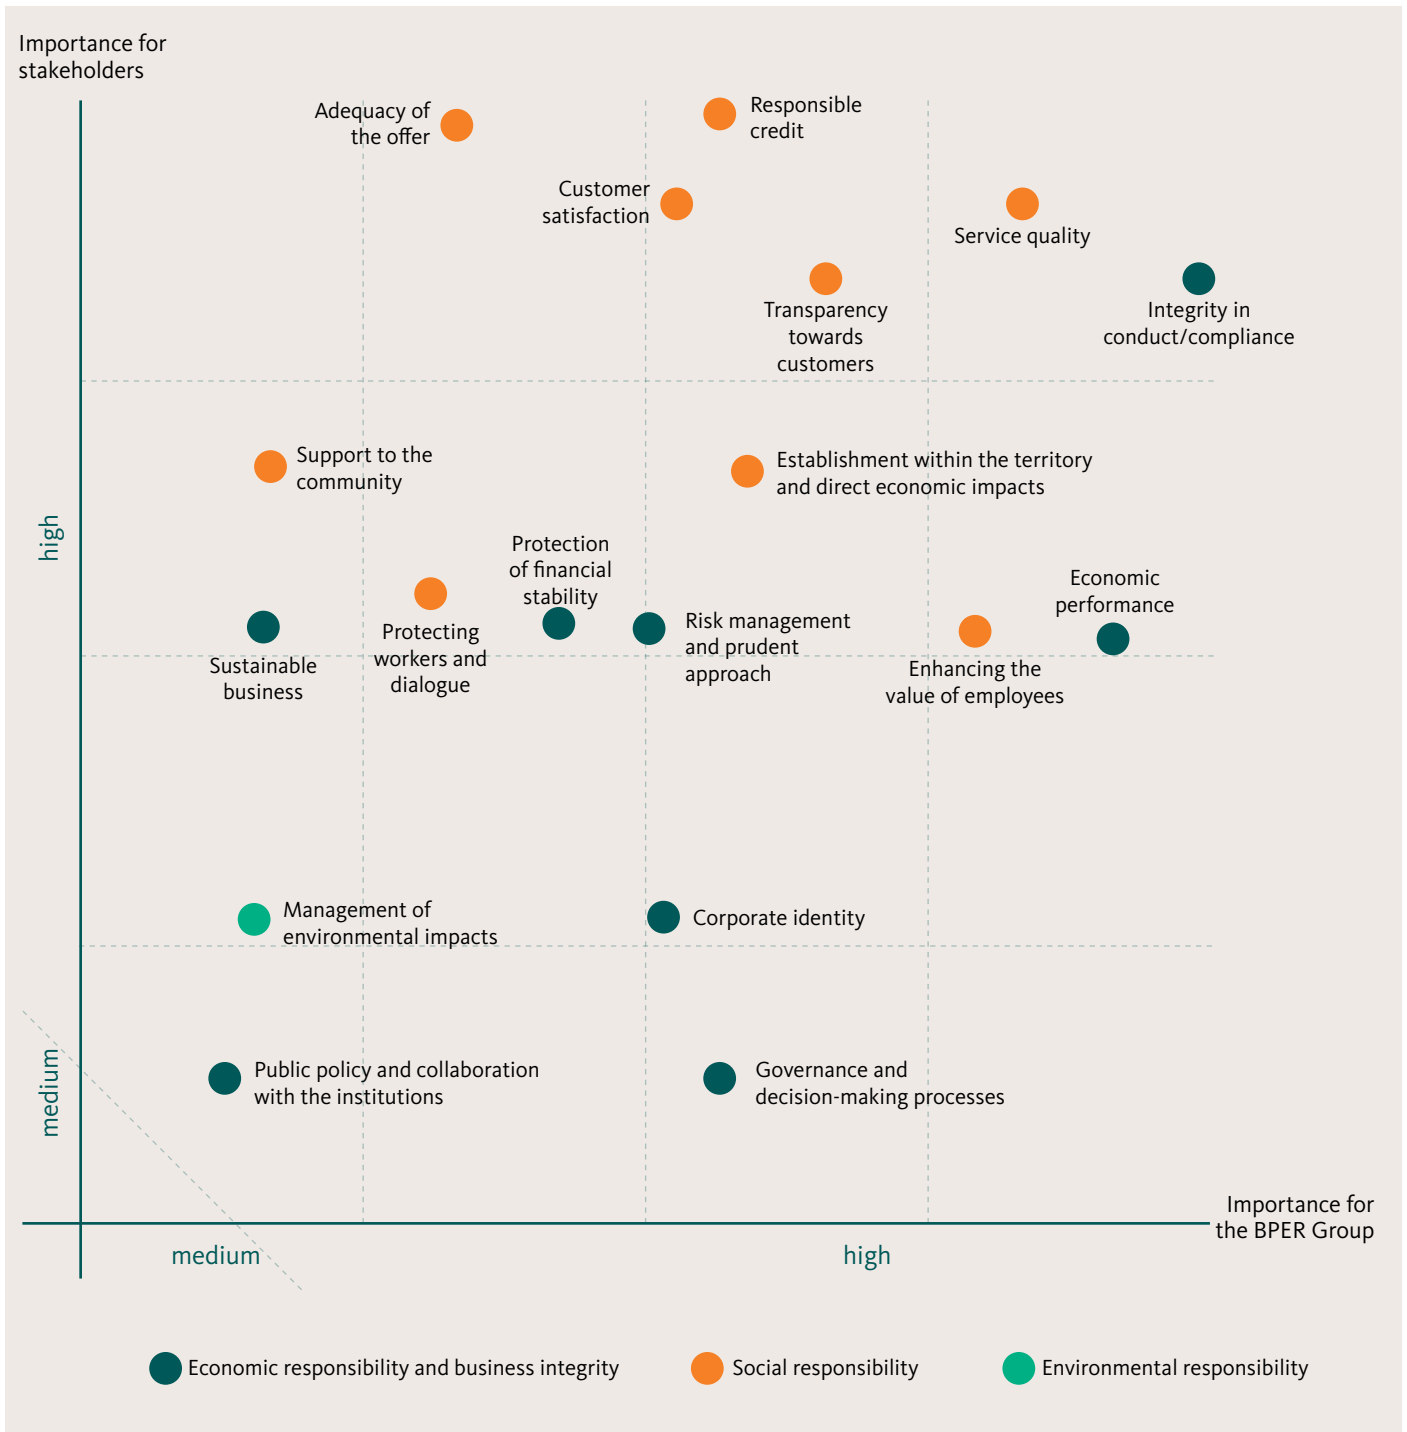 Importance for
stakeholders
Adequacy of
the offer
Responsible
credit
Customer
satisfaction
Service quality
Transparency
towards
customers
Integrity in
conduct/compliance
Support to the
community
Establishment within the territory
and direct economic impacts
high
Protection
of financial
stability
Economic
performance
Protecting
workers and
dialogue
Risk management
and prudent
approach
Sustainable
business
Enhancing the
value of employees
Management of
environmental impacts
Corporate identity
medium
Public policy and collaboration
with the institutions
Governance and
decision-making processes
Importance for
the BPER Group
medium
high
Economic responsibility and business integrity
Social responsibility
Environmental responsibility